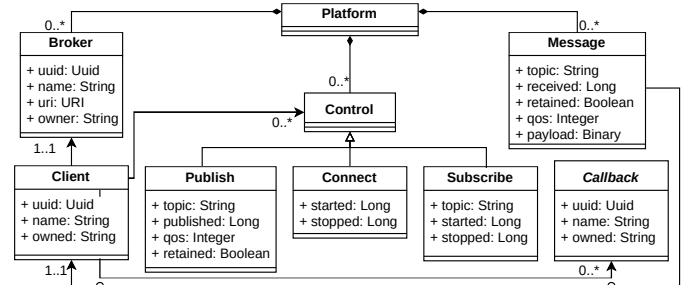 Platform
0..*
0..*
Broker
+ uuid: Uuid
+ name: String
+ uri: URI
+ owner: String
0..*
Message
+ topic: String
+ received: Long
+ retained: Boolean
+ qos: Integer
+ payload: Binary
Control
0..*
1..1
Client
+ uuid: Uuid
+ name: String
+ owned: String
Publish
+ topic: String
+ published: Long
+ qos: Integer
+ retained: Boolean
Connect
+ started: Long
+ stopped: Long
Subscribe
+ topic: String
+ started: Long
+ stopped: Long
Callback
+ uuid: Uuid
+ name: String
+ owned: String
1..1
0..*